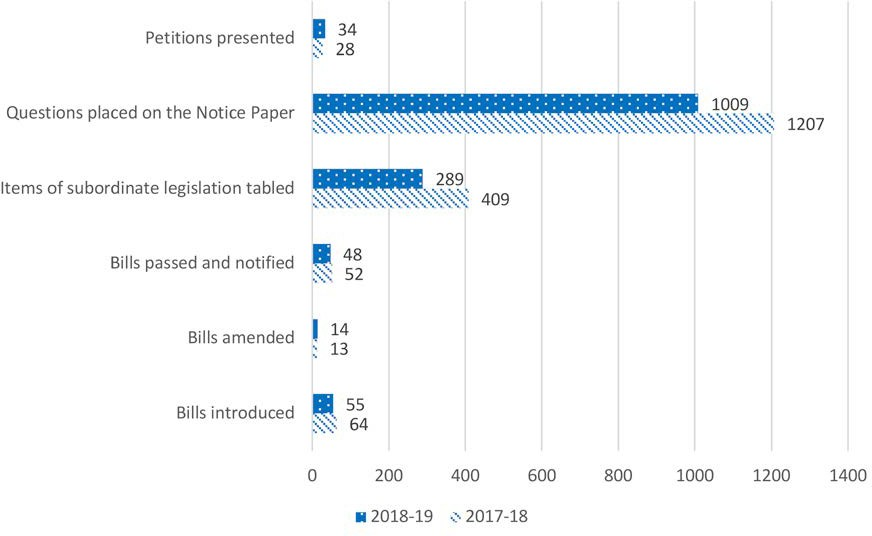 Petitions presented
34
28
Questions placed on the Notice Paper
1009
1207
Items of subordinate legislation tabled
289
409
Bills passed and notified
48
52
Bills amended
14
13
Bills introduced
55
64
0 200 400 600 800 1000 1200 1400
2018-19 2017-18